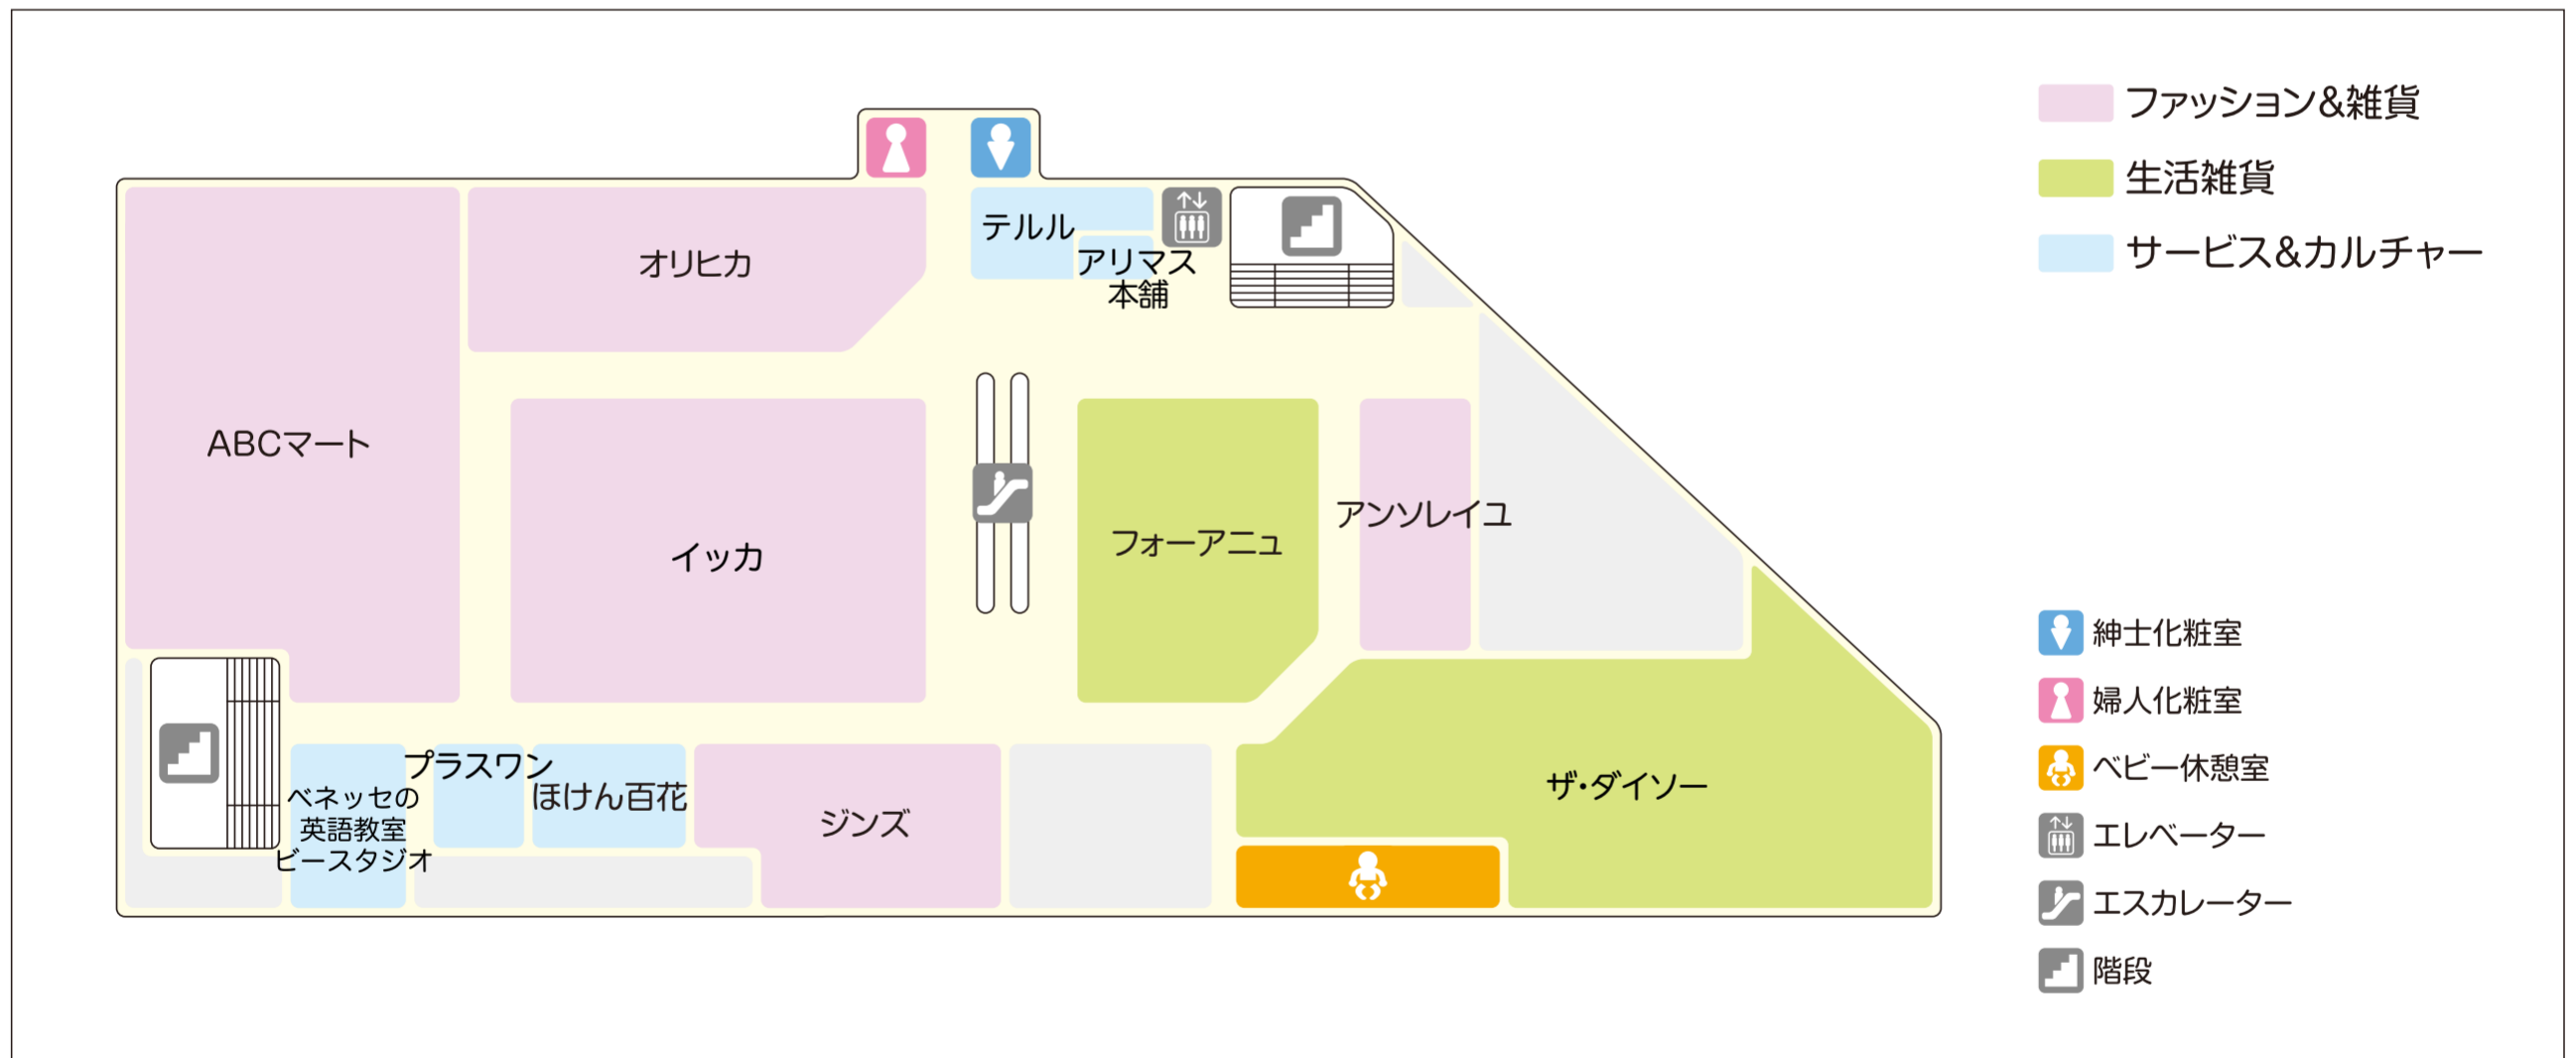 ファッション&雑貨
生活雑貨
サービス&カルチャー
テルル
オリヒカ
アリマス
本舗
ABCマート
アンソレイユ
フォーアニュ
イッカ
プラスワン
ベネッセの
英語教室
ビースタジオ
ほけん百花
ジンズ
ザ・ダイソー
紳士化粧室
婦人化粧室
ベビー休憩室
エレベーター
エスカレーター
階段